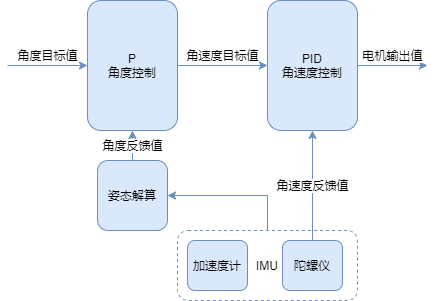 角度目标值
P
角度控制
角速度目标值
PID
角速度控制
电机输出值
角度反馈值
姿态解算
角速度反馈值
加速度计
IMU
陀螺仪